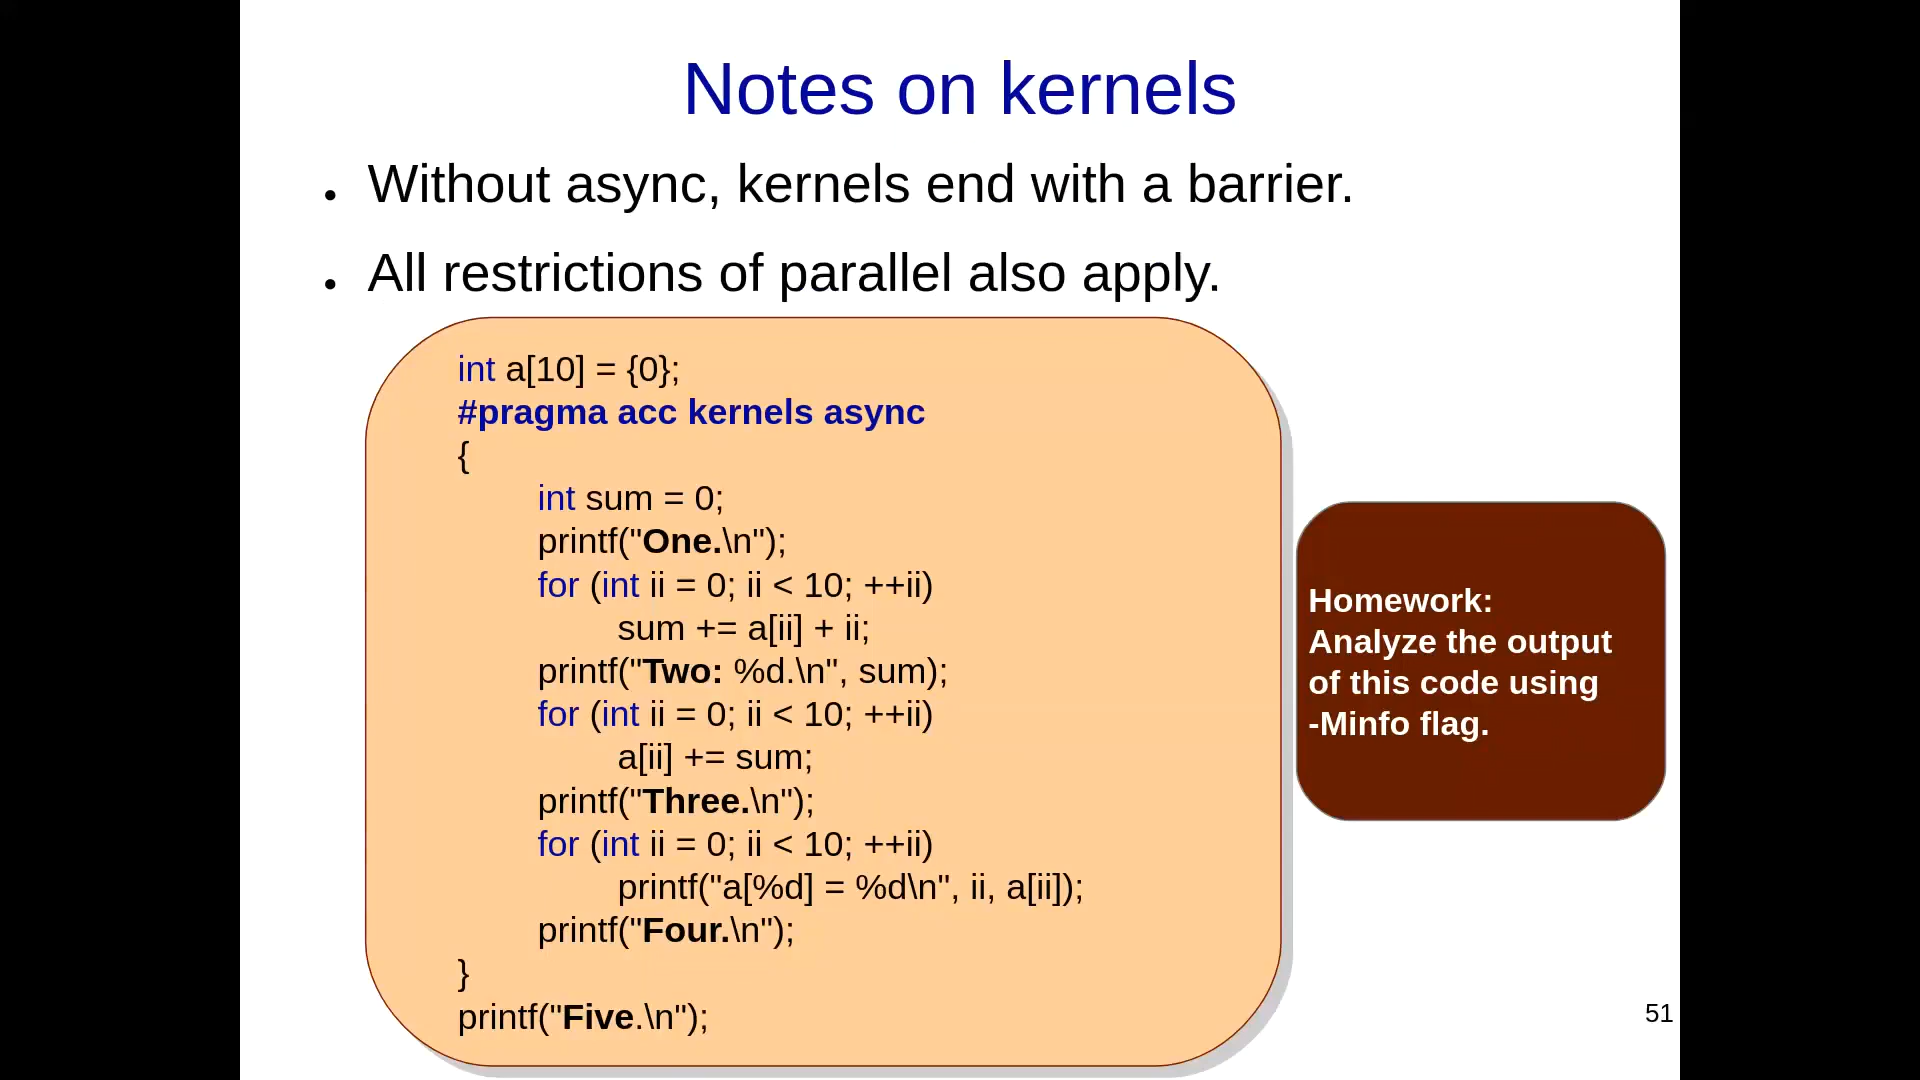 Notes on kernels
• Without async, kernels end with a barrier.
• All restrictions of parallel also apply.
int a[10] = {0};
#pragma acc kernels async
{
int sum = 0;
printf("One.\n");
for (int ii = 0; ii < 10; ++ii)
sum += a[ii] + ii;
printf("Two: %d.\n", sum);
for (int ii = 0; ii < 10; ++ii)
a[ii] += sum;
printf("Three.\n");
for (int ii = 0; ii < 10; ++ii)
printf("a[%d] = %d\n", ii, a[ii]);
printf("Four.\n");
}
printf("Five.\n");
Homework:
Analyze the output
of this code using
-Minfo flag.
51